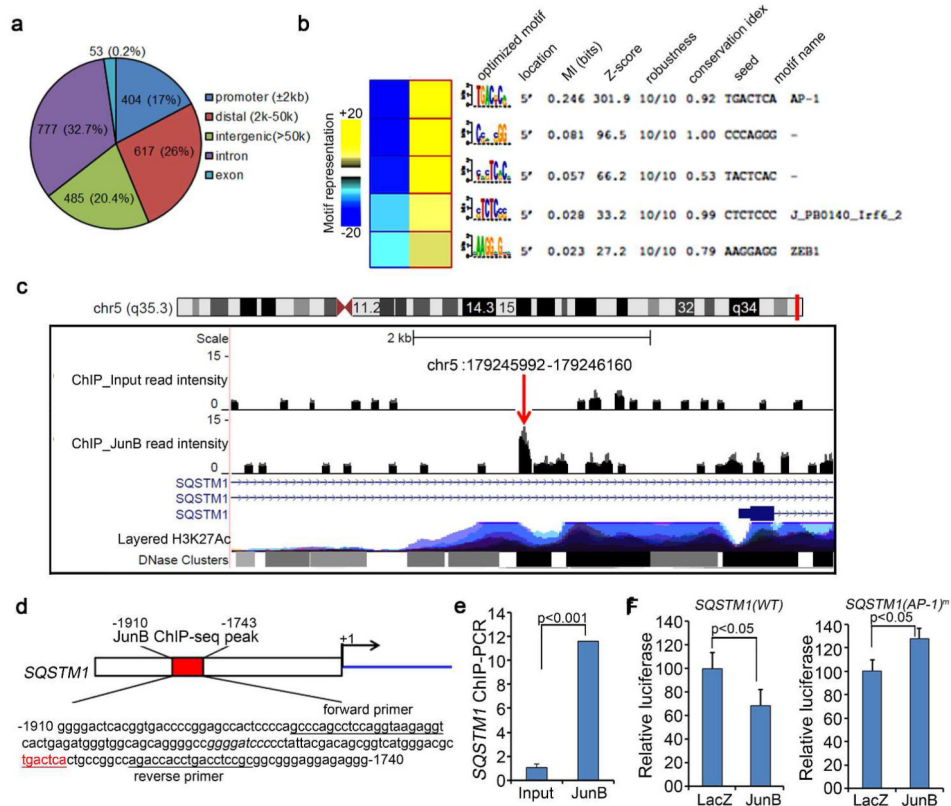 a
53 (0.2%)
404 (17%)
777 (32.7%)
617 (26%)
485 (20.4%)
promoter (±2kb)
distal (2k-50k)
intergenic(>50k)
intron
exon
b
optimized motif
location
MI (bits)
Z-score
robustness
conservation idex
seed
motif name
+20
Motif representation
-20
5' 0.246 301.9 10/10 0.92 TGACTCA AP-1
5' 0.081 96.5 10/10 1.00 CCCAGGG -
5' 0.057 66.2 10/10 0.53 TACTCAC -
5' 0.028 33.2 10/10 0.99 CTCTCCC J_PB0140_Irf6_2
5' 0.023 27.2 10/10 0.79 AAGGAGG ZEB1
c
chr5 (q35.3)
11.2 14.3 15 32 q34
Scale 2 kb
15 -
chr5 :179245992 -179246160
ChIP_Input read intensity
0
15 -
ChIP_JunB read intensity
0
SQSTM1
SQSTM1
SQSTM1
Layered H3K27Ac
DNase Clusters
d
-1910 -1743
JunB ChIP-seq peak
+1
SQSTM1
forward primer
-1910 ggggactcacggtgaccccggagccactccccagcccagcctccaggtaagaggt
cactgagatgggtggcagcaggggccggggatcccccctattacgacagcggtcatgggacgc
tgactcactgccggccagaccacctgacctccgcggcgggaggagaggg-1740
reverse primer
e
p<0.001
SQSTM1 ChIP-PCR
14
12
10
8
6
4
2
0
Input JunB
F
SQSTM1(WT)
p<0.05
Relative luciferase
140
120
100
80
60
40
20
00
LacZ JunB
SQSTM1(AP-1)ᵐ
p<0.05
Relative luciferase
140
120
100
80
60
40
20
00
LacZ JunB